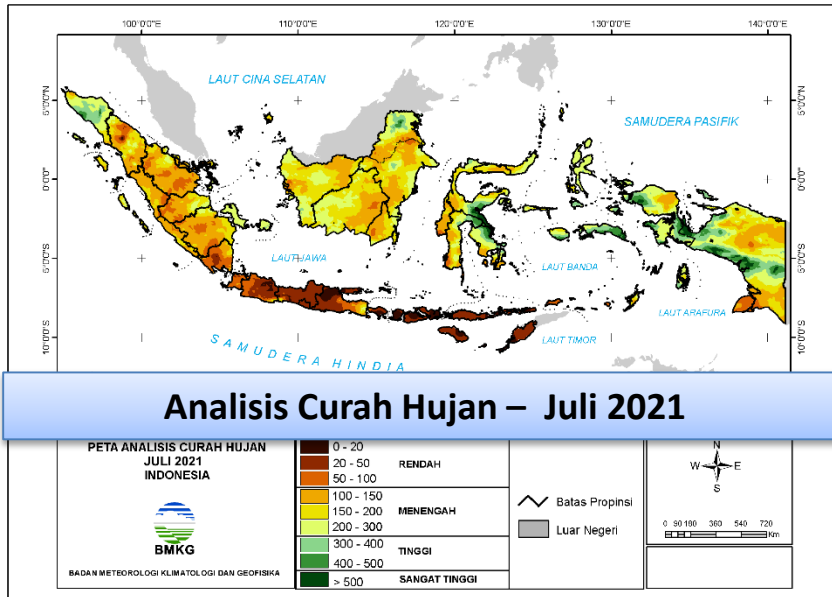 100°0'0"E
110°0'0"E
120°0'0"E
130°0'0"E
140°0'0"E
LAUT CINA SELATAN
SAMUDERA PASIFIK
5°0'0"N
5°0'0"N
0°0'0"
0°0'0"
5°0'0"S
5°0'0"S
LAUT JAWA
LAUT BANDA
LAUT ARAFURA
10°0'0"S
10°0'0"S
LAUT TIMOR
SAMUDERA HINDIA
Analisis Curah Hujan – Juli 2021
PETA ANALISIS CURAH HUJAN
JULI 2021
INDONESIA
BMKG
BADAN METEOROLOGI KLIMATOLOGI DAN GEOFISIKA
0 - 20
20 - 50
50 - 100
RENDAH
100 - 150
150 - 200
200 - 300
MENENGAH
300 - 400
400 - 500
TINGGI
> 500
SANGAT TINGGI
Batas Propinsi
Luar Negeri
N
W E
S
0 90 180 360 540 720
Km